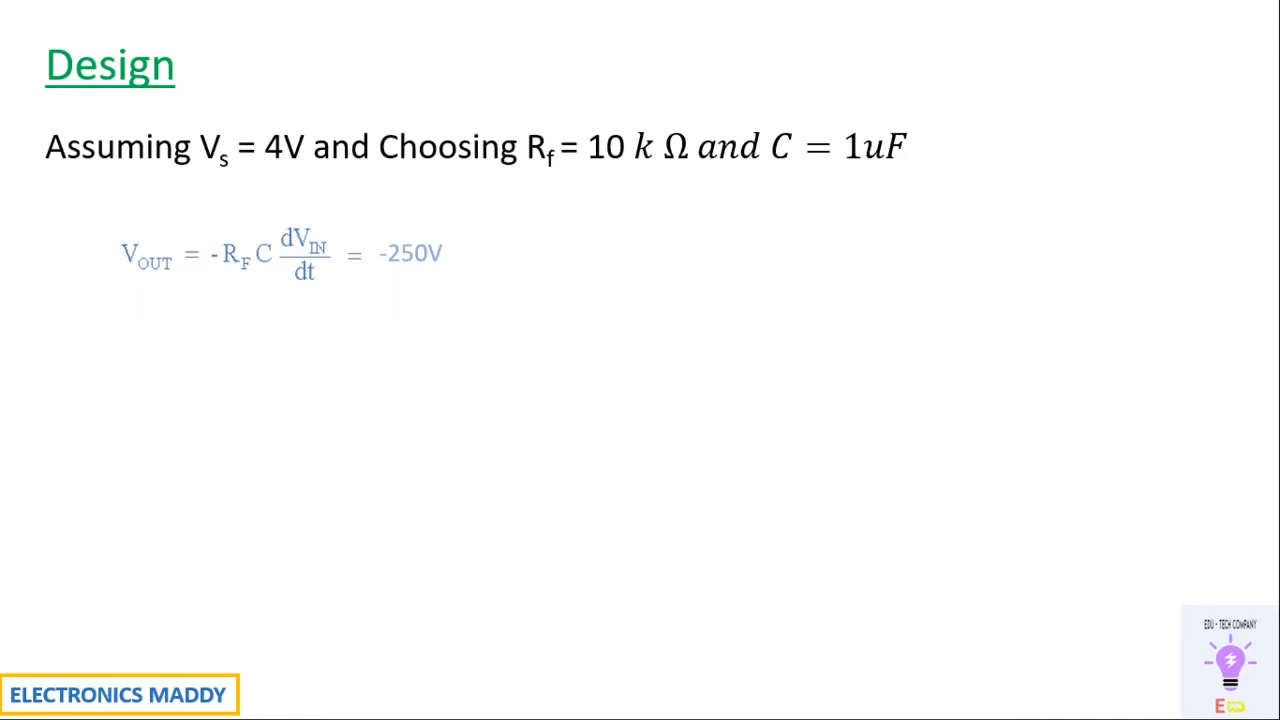 Design
Assuming Vs = 4V and Choosing Rf = 10 k Ω and C = 1uF
VOUT = -RF C dVIN/dt = -250V
EDU - TECH COMPANY
E
ELECTRONICS MADDY